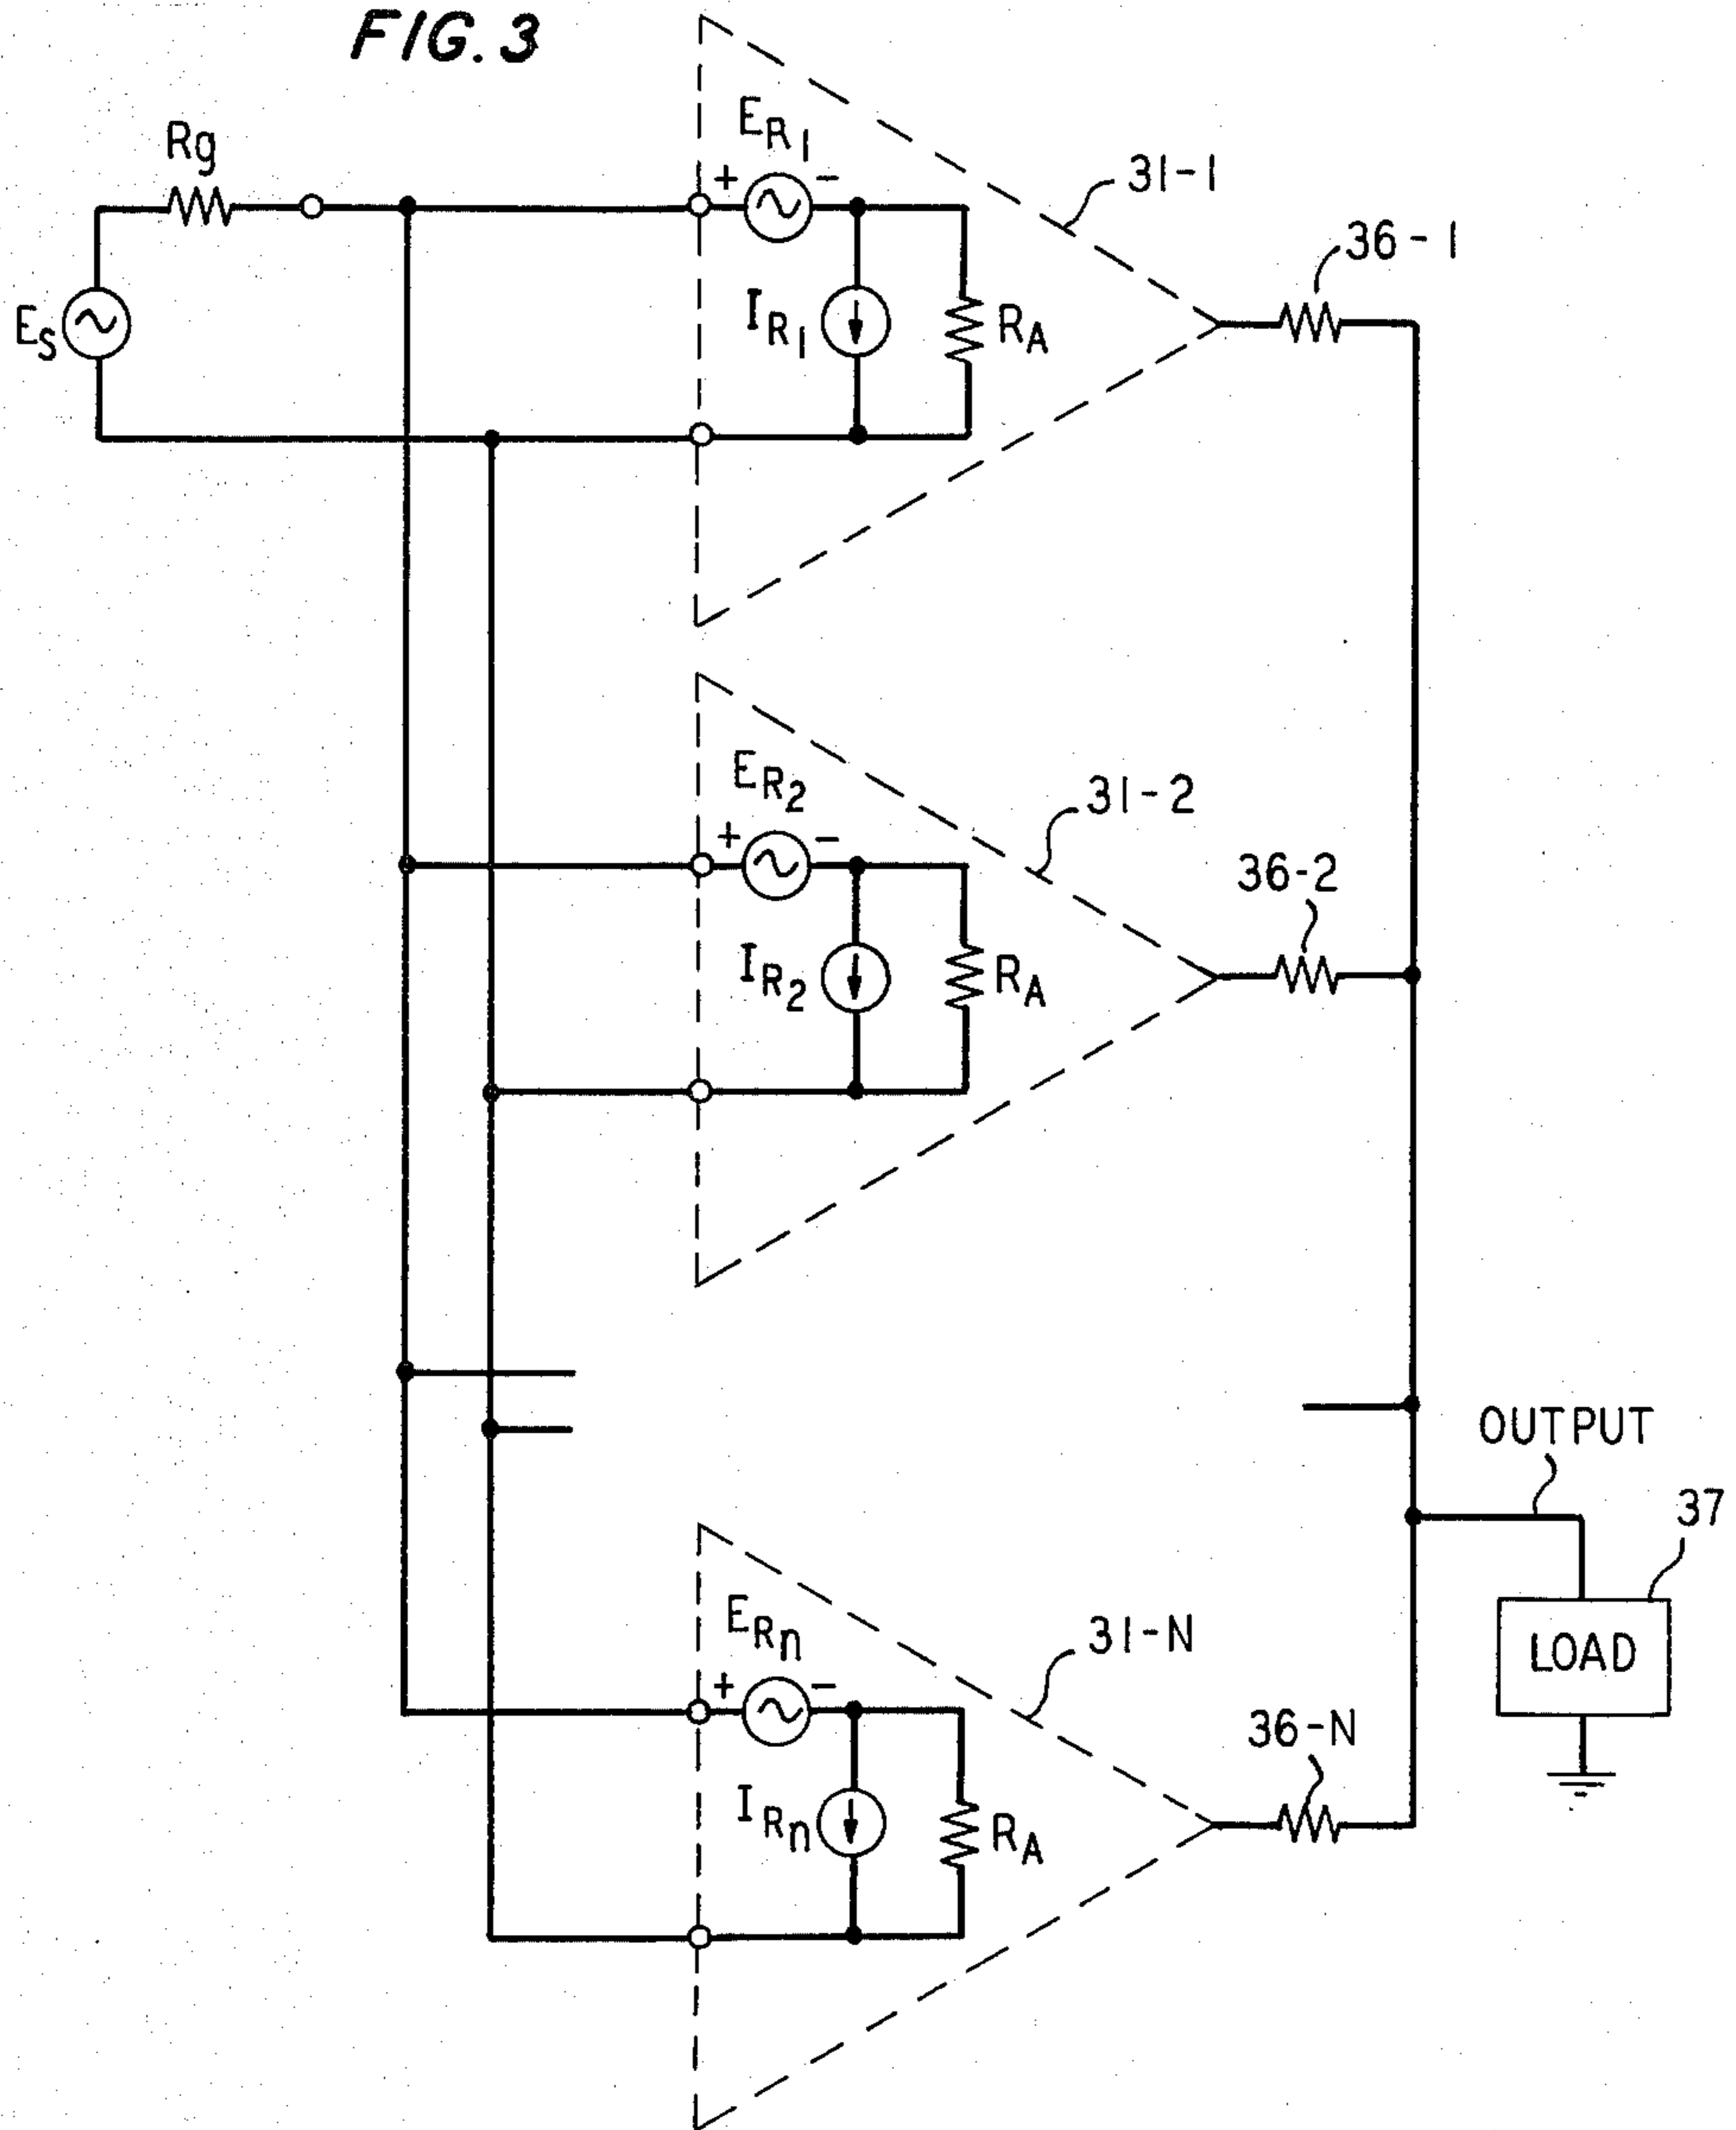 FIG. 3
Rg
Es
+ ER1 -
IR1
RA
31-1
36-1
+ ER2 -
IR2
RA
31-2
36-2
OUTPUT
37
LOAD
+ ERn -
IRn
RA
31-N
36-N